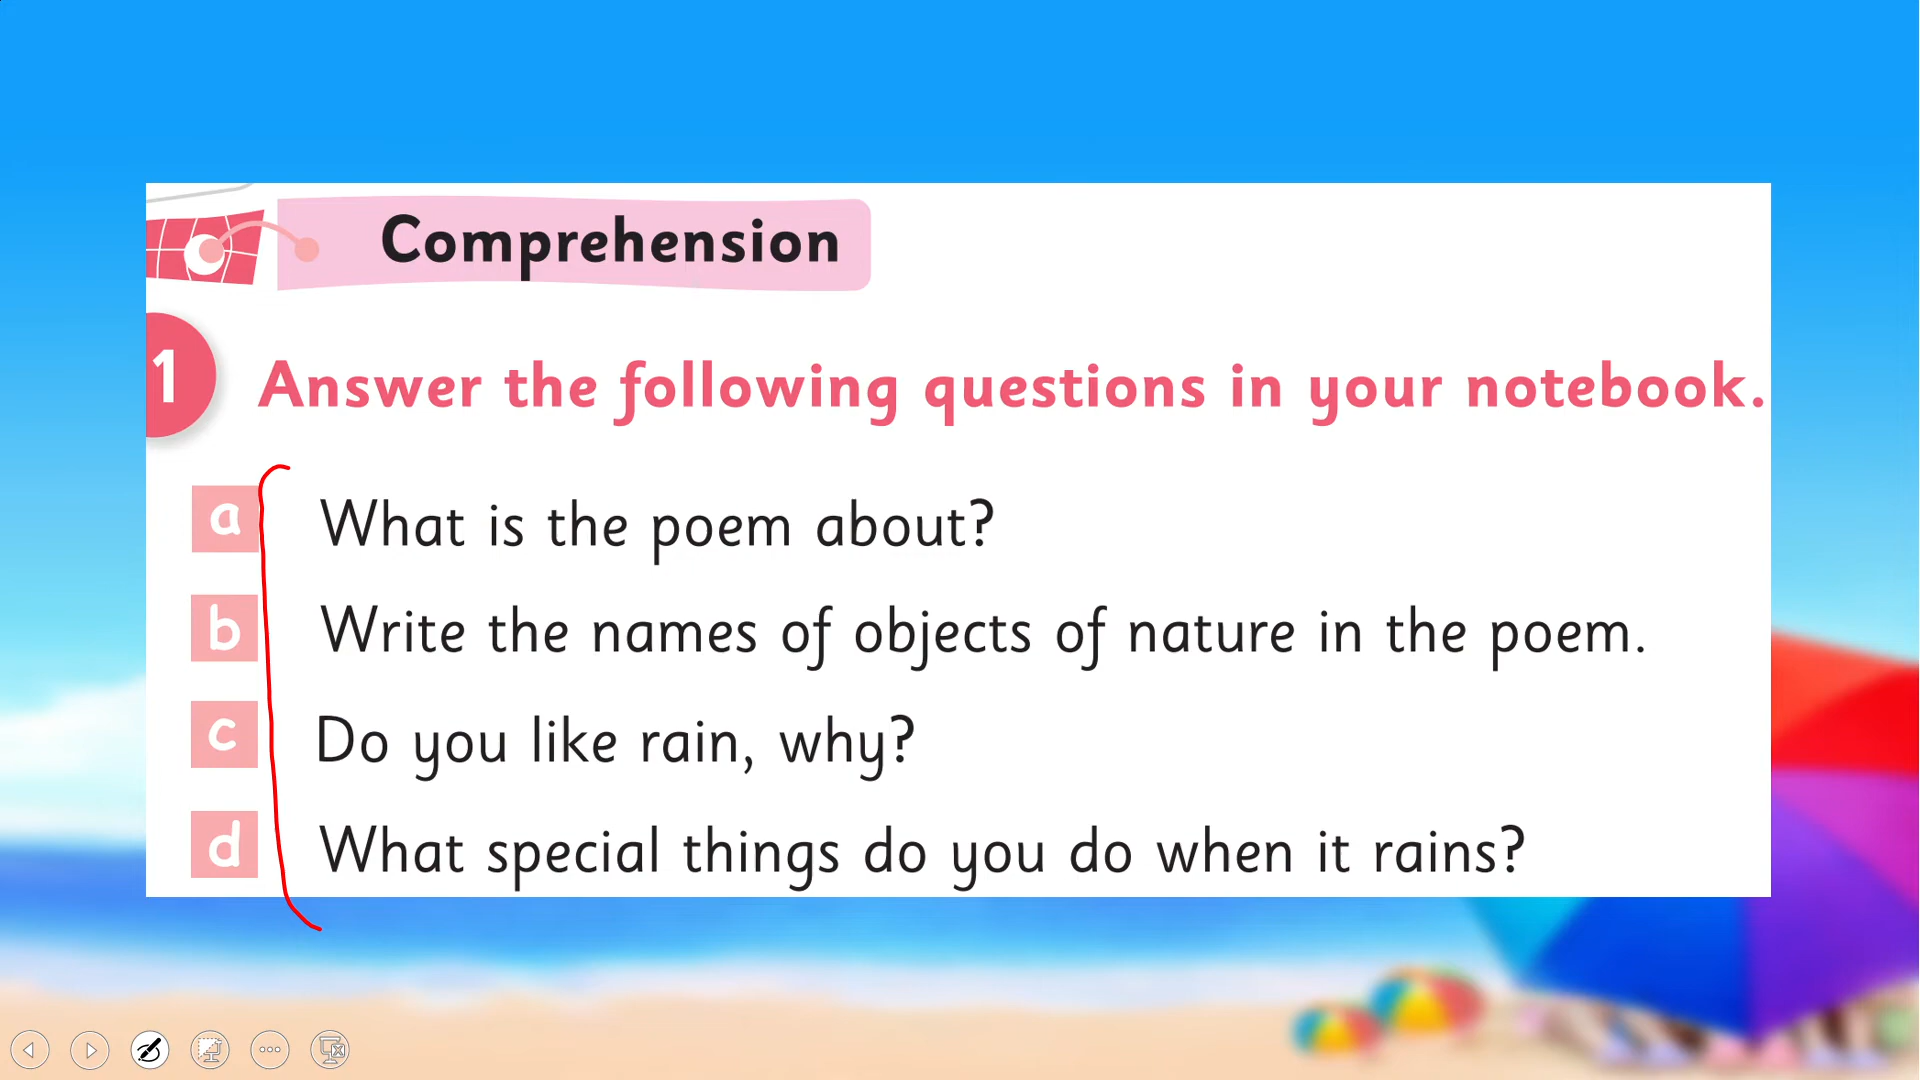 Comprehension
1 Answer the following questions in your notebook.
a What is the poem about?
b Write the names of objects of nature in the poem.
c Do you like rain, why?
d What special things do you do when it rains?